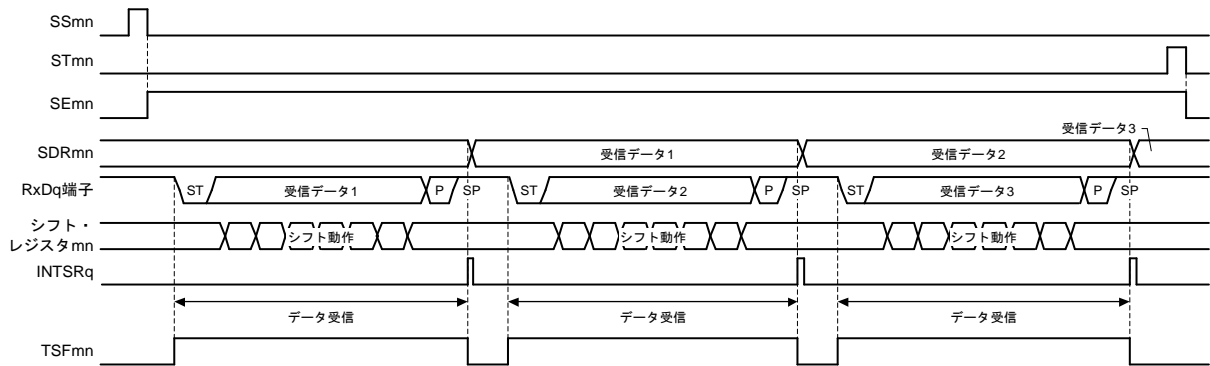 SSmn
STmn
SEmn
受信データ3
SDRmn 受信データ1 受信データ2
RxDq端子 ST 受信データ1 P SP ST 受信データ2 P SP ST 受信データ3 P SP
シフト・
レジスタmn シフト動作 シフト動作 シフト動作
INTSRq
データ受信 データ受信 データ受信
TSFmn